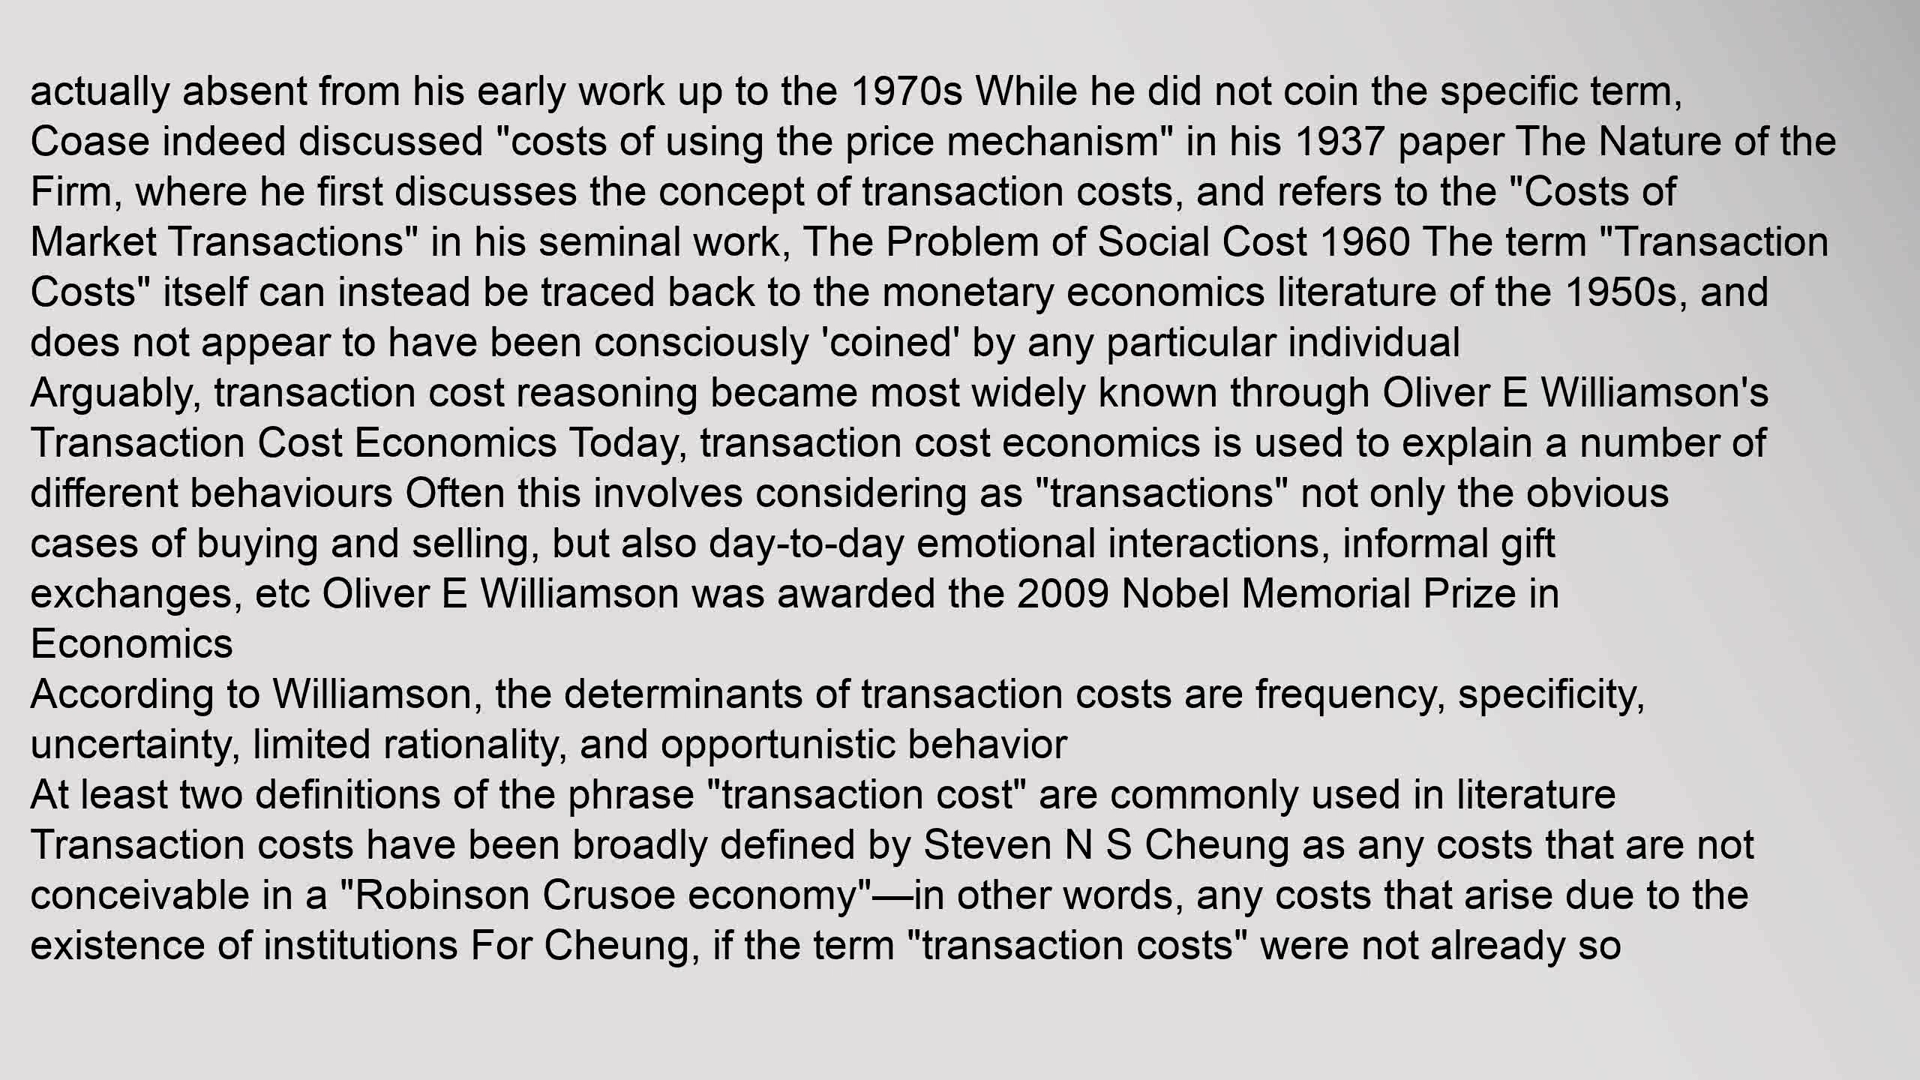 actually absent from his early work up to the 1970s While he did not coin the specific term,
Coase indeed discussed "costs of using the price mechanism" in his 1937 paper The Nature of the
Firm, where he first discusses the concept of transaction costs, and refers to the "Costs of
Market Transactions" in his seminal work, The Problem of Social Cost 1960 The term "Transaction
Costs" itself can instead be traced back to the monetary economics literature of the 1950s, and
does not appear to have been consciously 'coined' by any particular individual
Arguably, transaction cost reasoning became most widely known through Oliver E Williamson's
Transaction Cost Economics Today, transaction cost economics is used to explain a number of
different behaviours Often this involves considering as "transactions" not only the obvious
cases of buying and selling, but also day-to-day emotional interactions, informal gift
exchanges, etc Oliver E Williamson was awarded the 2009 Nobel Memorial Prize in
Economics
According to Williamson, the determinants of transaction costs are frequency, specificity,
uncertainty, limited rationality, and opportunistic behavior
At least two definitions of the phrase "transaction cost" are commonly used in literature
Transaction costs have been broadly defined by Steven N S Cheung as any costs that are not
conceivable in a "Robinson Crusoe economy"—in other words, any costs that arise due to the
existence of institutions For Cheung, if the term "transaction costs" were not already so